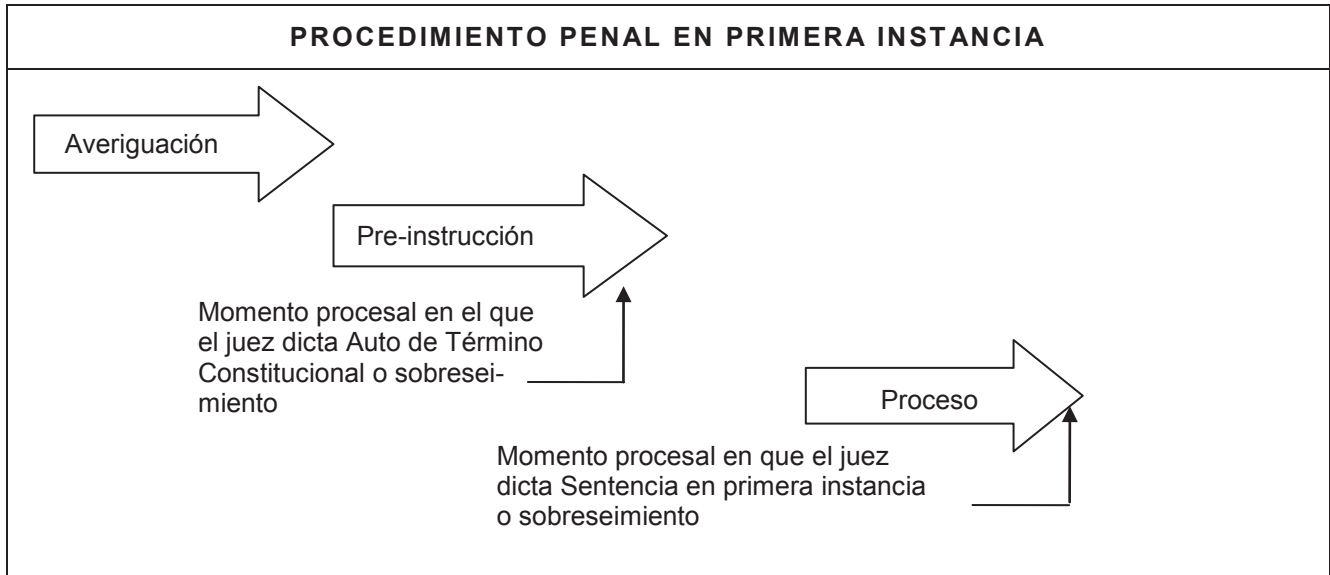 PROCEDIMIENTO PENAL EN PRIMERA INSTANCIA
Averiguación
Pre-instrucción
Momento procesal en el que
el juez dicta Auto de Término
Constitucional o sobresei-
miento
Proceso
Momento procesal en que el juez
dicta Sentencia en primera instancia
o sobreseimiento